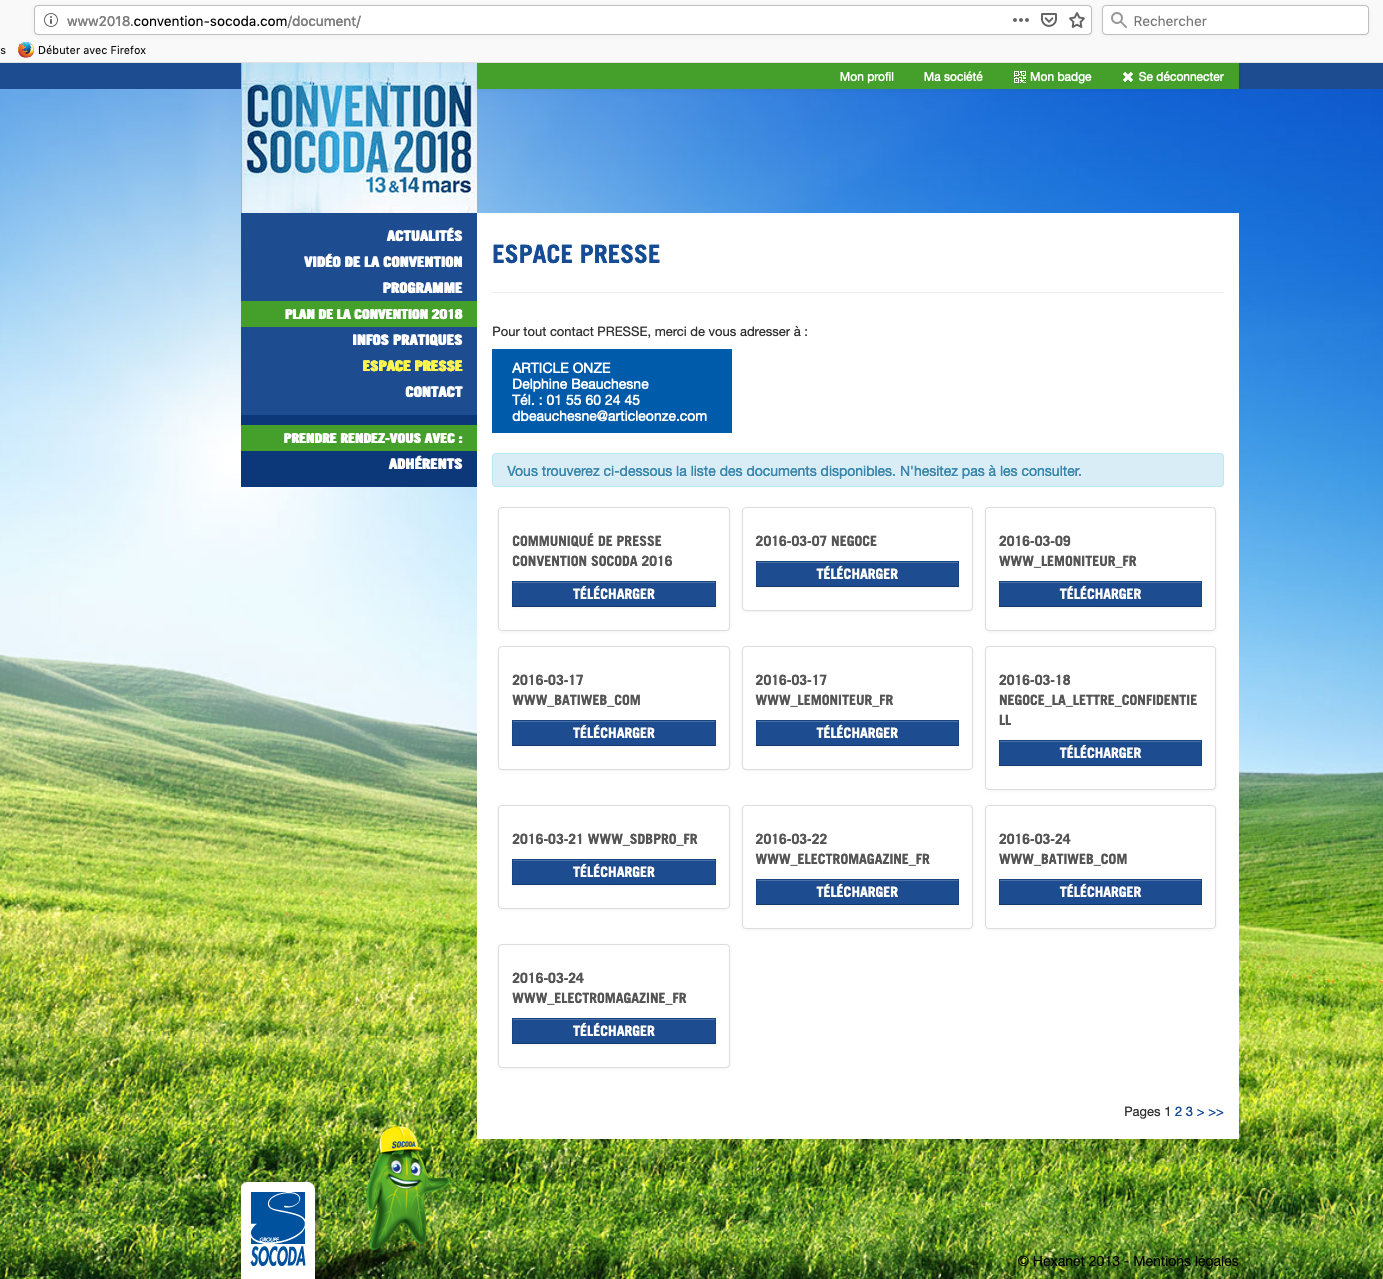 www2018.convention-socoda.com/document/
Rechercher
s
Débuter avec Firefox
Mon profil
Ma société
Mon badge
Se déconnecter
CONVENTION
SOCODA 2018
13 & 14 mars
ACTUALITÉS
VIDÉO DE LA CONVENTION
PROGRAMME
PLAN DE LA CONVENTION 2018
INFOS PRATIQUES
ESPACE PRESSE
CONTACT
PRENDRE RENDEZ-VOUS AVEC :
ADHÉRENTS
ESPACE PRESSE
Pour tout contact PRESSE, merci de vous adresser à :
ARTICLE ONZE
Delphine Beauchesne
Tél. : 01 55 60 24 45
dbeauchesne@articleonze.com
Vous trouverez ci-dessous la liste des documents disponibles. N'hesitez pas à les consulter.
COMMUNIQUÉ DE PRESSE
CONVENTION SOCODA 2016
TÉLÉCHARGER
2016-03-07 NEGOCE
TÉLÉCHARGER
2016-03-09
WWW_LEMONITEUR_FR
TÉLÉCHARGER
2016-03-17
WWW_BATIWEB_COM
TÉLÉCHARGER
2016-03-17
WWW_LEMONITEUR_FR
TÉLÉCHARGER
2016-03-18
NEGOCE_LA_LETTRE_CONFIDENTIE
LL
TÉLÉCHARGER
2016-03-21 WWW_SDBPRO_FR
TÉLÉCHARGER
2016-03-22
WWW_ELECTROMAGAZINE_FR
TÉLÉCHARGER
2016-03-24
WWW_BATIWEB_COM
TÉLÉCHARGER
2016-03-24
WWW_ELECTROMAGAZINE_FR
TÉLÉCHARGER
Pages 1 2 3 > >>
SOCODA
GROUPE
SOCODA
© Hexanet 2013 - Mentions légales